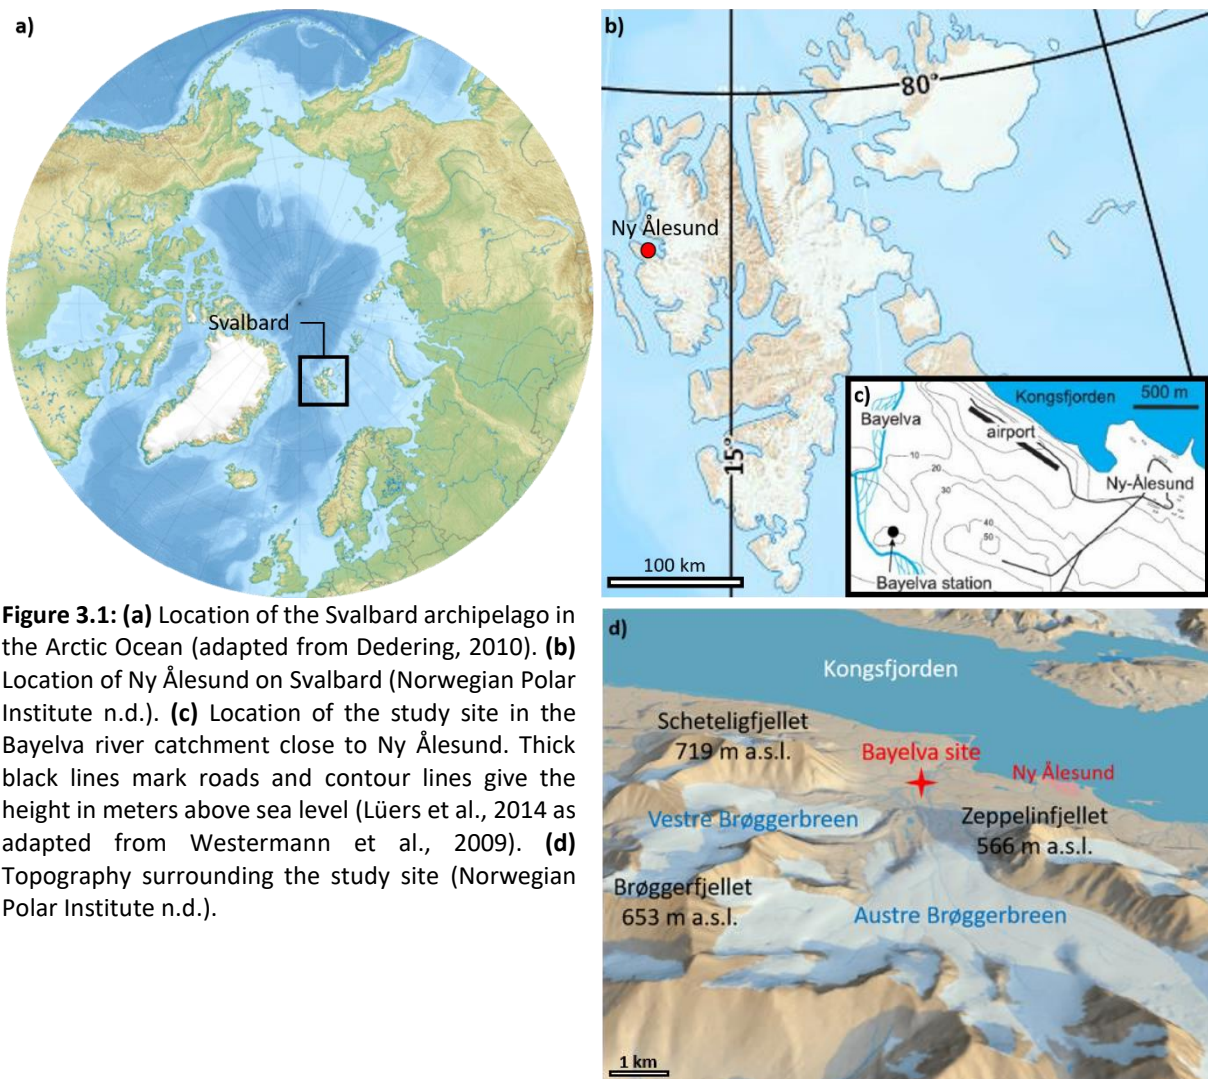 a)
Svalbard
b)
80°
Ny Ålesund
15°
100 km
c)
Kongsfjorden
500 m
Bayelva
airport
10
20
30
Ny-Ålesund
40
50
Bayelva station
Figure 3.1: (a) Location of the Svalbard archipelago in
the Arctic Ocean (adapted from Dedering, 2010). (b)
Location of Ny Ålesund on Svalbard (Norwegian Polar
Institute n.d.). (c) Location of the study site in the
Bayelva river catchment close to Ny Ålesund. Thick
black lines mark roads and contour lines give the
height in meters above sea level (Lüers et al., 2014 as
adapted from Westermann et al., 2009). (d)
Topography surrounding the study site (Norwegian
Polar Institute n.d.).
d)
Kongsfjorden
Scheteligfjellet
719 m a.s.l.
Bayelva site
Ny Ålesund
Vestre Brøggerbreen
Zeppelinfjellet
566 m a.s.l.
Brøggerfjellet
653 m a.s.l.
Austre Brøggerbreen
1 km